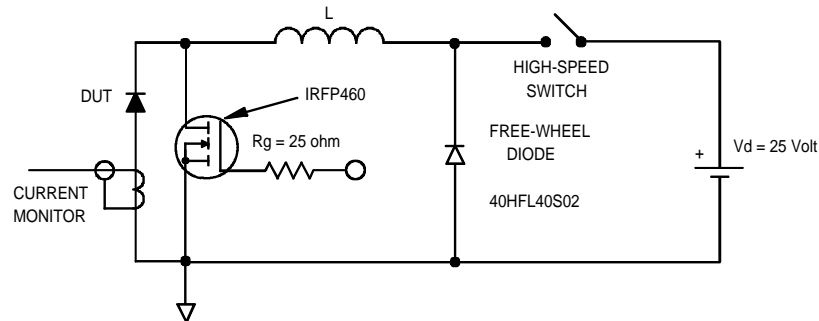 L
HIGH-SPEED
SWITCH
DUT
IRFP460
Rg = 25 ohm
FREE-WHEEL
DIODE
40HFL40S02
+
Vd = 25 Volt
CURRENT
MONITOR